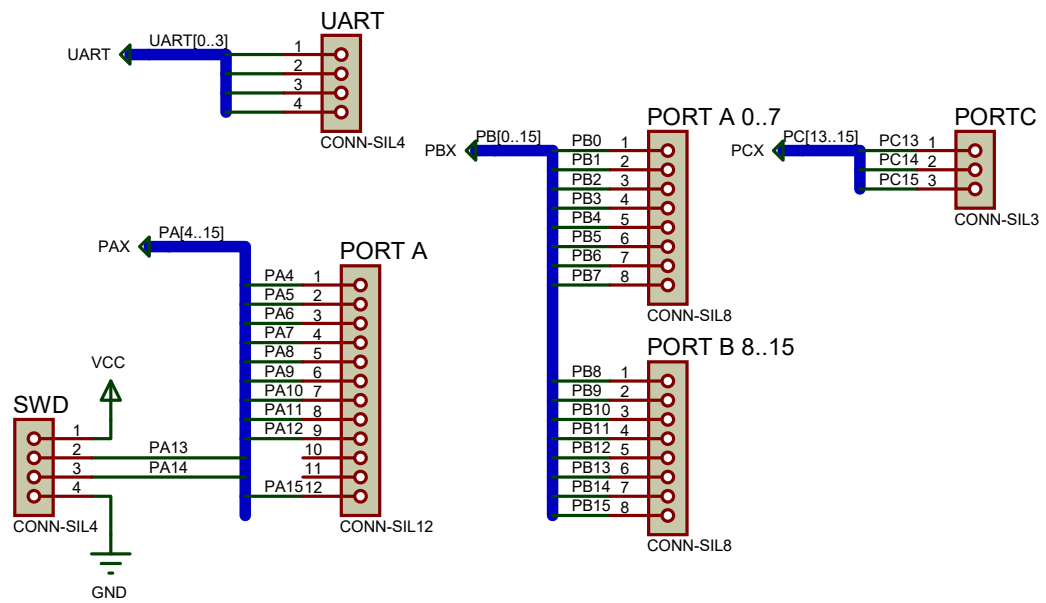 UART
UART
UART[0..3]
1
2
3
4
CONN-SIL4
PORT A 0..7
PBX
PB[0..15]
PB0 1
PB1 2
PB2 3
PB3 4
PB4 5
PB5 6
PB6 7
PB7 8
CONN-SIL8
PORTC
PCX
PC[13..15]
PC13 1
PC14 2
PC15 3
CONN-SIL3
PAX
PA[4..15]
PORT A
PA4 1
PA5 2
PA6 3
PA7 4
PA8 5
PA9 6
PA10 7
PA11 8
PA12 9
10
11
PA15 12
CONN-SIL12
PORT B 8..15
PB8 1
PB9 2
PB10 3
PB11 4
PB12 5
PB13 6
PB14 7
PB15 8
CONN-SIL8
VCC
SWD
1
2 PA13
3 PA14
4
CONN-SIL4
GND